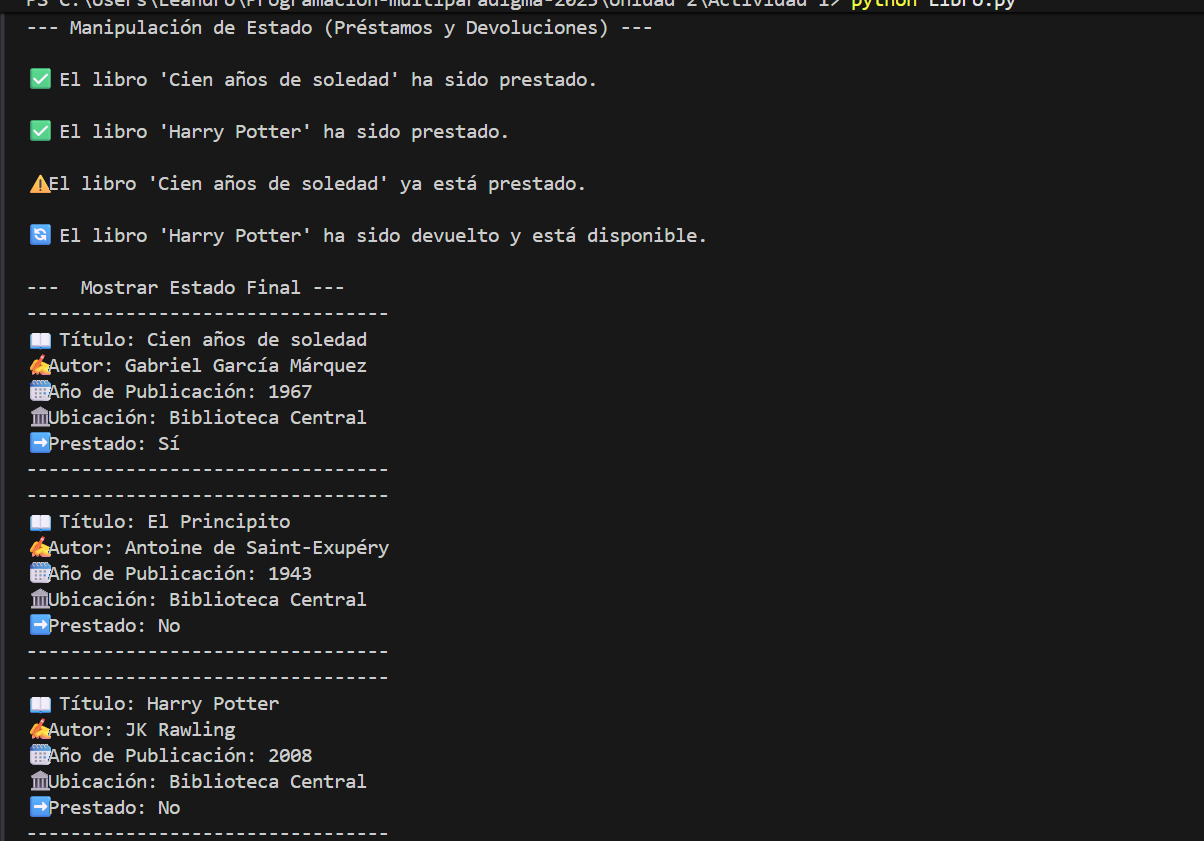 PS C:\Users\Leandro\Programacion-multiparadigma-2025\Unidad 2\Actividad 1> python Libro.py
--- Manipulación de Estado (Préstamos y Devoluciones) ---
✅ El libro 'Cien años de soledad' ha sido prestado.
✅ El libro 'Harry Potter' ha sido prestado.
⚠️El libro 'Cien años de soledad' ya está prestado.
🔄 El libro 'Harry Potter' ha sido devuelto y está disponible.
---  Mostrar Estado Final ---
---------------------------------
📖 Título: Cien años de soledad
✍️Autor: Gabriel García Márquez
🗓️Año de Publicación: 1967
🏛️Ubicación: Biblioteca Central
➡️Prestado: Sí
---------------------------------
---------------------------------
📖 Título: El Principito
✍️Autor: Antoine de Saint-Exupéry
🗓️Año de Publicación: 1943
🏛️Ubicación: Biblioteca Central
➡️Prestado: No
---------------------------------
---------------------------------
📖 Título: Harry Potter
✍️Autor: JK Rawling
🗓️Año de Publicación: 2008
🏛️Ubicación: Biblioteca Central
➡️Prestado: No
---------------------------------